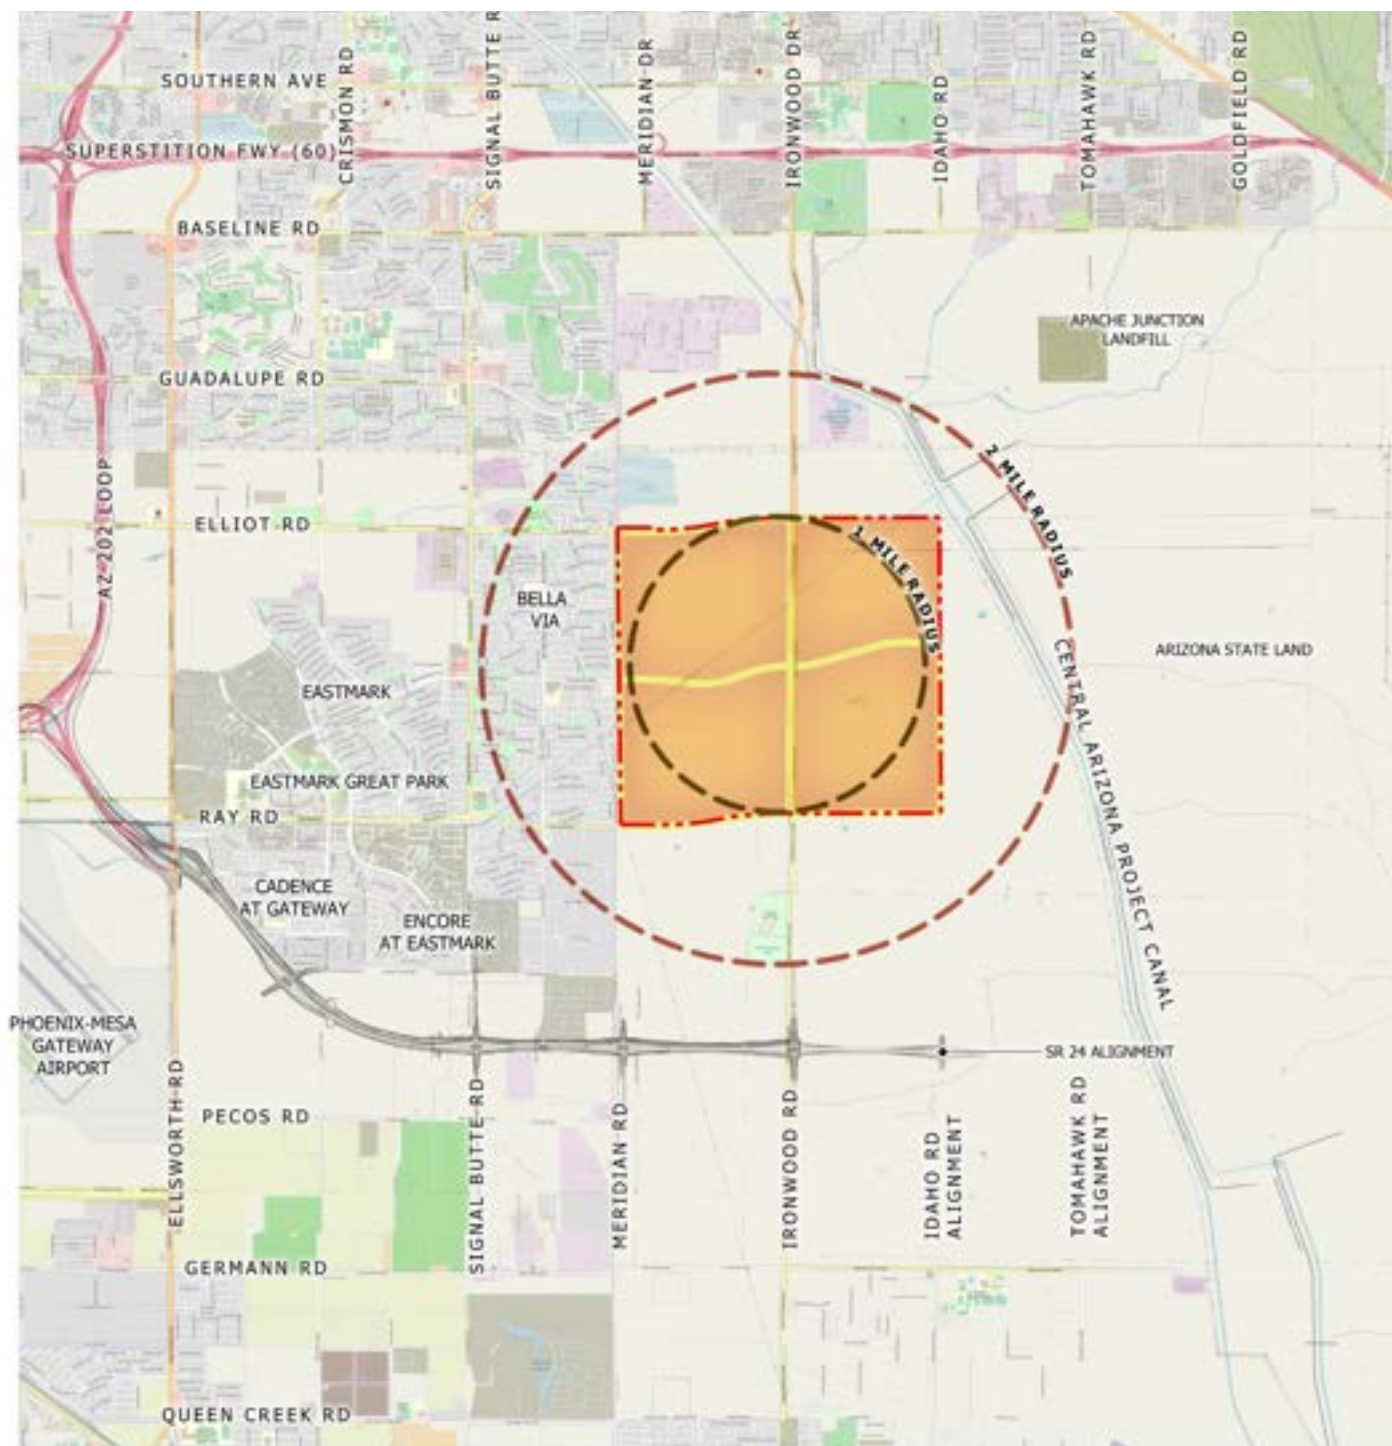 SOUTHERN AVE
CRISMON RD
SIGNAL BUTTE R
MERIDIAN DR
IRONWOOD DR
IDAHO RD
TOMAHAWK RD
GOLDFIELD RD
SUPERSTITION FWY (60)
BASELINE RD
APACHE JUNCTION
LANDFILL
GUADALUPE RD
AZ 202 LOOP
2 MILE RADIUS
ELLIOT RD
1 MILE RADIUS
BELLA
VIA
ARIZONA STATE LAND
CENTRAL ARIZONA PROJECT CANAL
EASTMARK
EASTMARK GREAT PARK
RAY RD
CADENCE
AT GATEWAY
ENCORE
AT EASTMARK
PHOENIX-MESA
GATEWAY
AIRPORT
SR 24 ALIGNMENT
PECOS RD
ELLSWORTH RD
SIGNAL BUTTE RD
MERIDIAN RD
IRONWOOD RD
IDAHO RD
ALIGNMENT
TOMAHAWK RD
ALIGNMENT
GERMANN RD
QUEEN CREEK RD